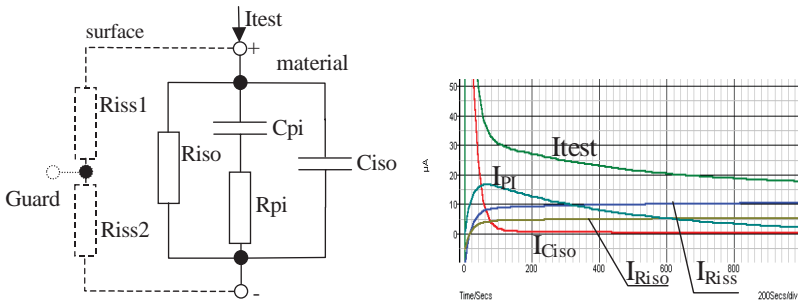 Itest
surface
+
material
Riss1
Cpi
Riso
Ciso
Guard
Rpi
Riss2
-
50
40
30
20
10
0
µA
Itest
IPI
ICiso
IRiso
IRiss
0
200
400
600
800
Time/Secs
200Secs/div